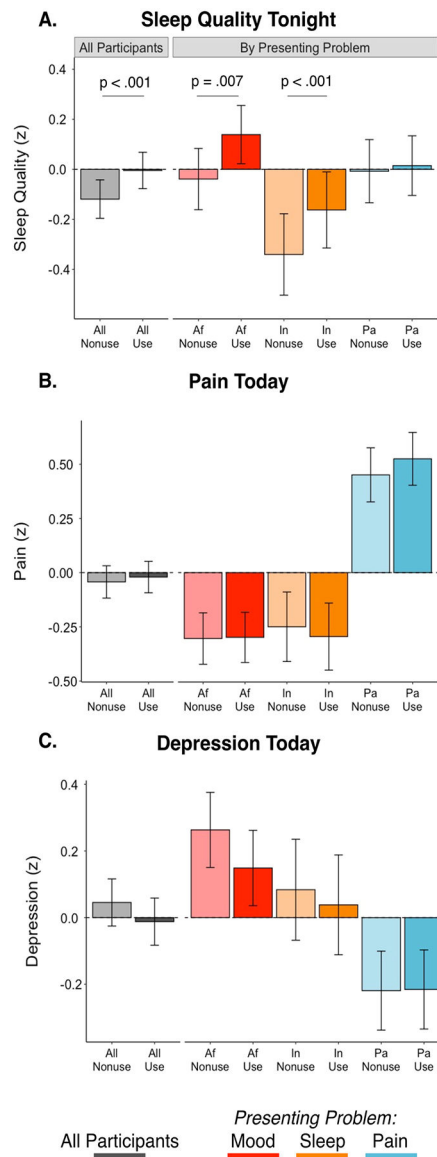 A. Sleep Quality Tonight
All Participants By Presenting Problem
p < .001 p = .007 p < .001
Sleep Quality (z)
0.4
0.2
0.0
-0.2
-0.4
All Nonuse
All Use
Af Nonuse
Af Use
In Nonuse
In Use
Pa Nonuse
Pa Use
B. Pain Today
Pain (z)
0.50
0.25
0.00
-0.25
-0.50
All Nonuse
All Use
Af Nonuse
Af Use
In Nonuse
In Use
Pa Nonuse
Pa Use
C. Depression Today
Depression (z)
0.4
0.2
0.0
-0.2
All Nonuse
All Use
Af Nonuse
Af Use
In Nonuse
In Use
Pa Nonuse
Pa Use
Presenting Problem:
All Participants Mood Sleep Pain